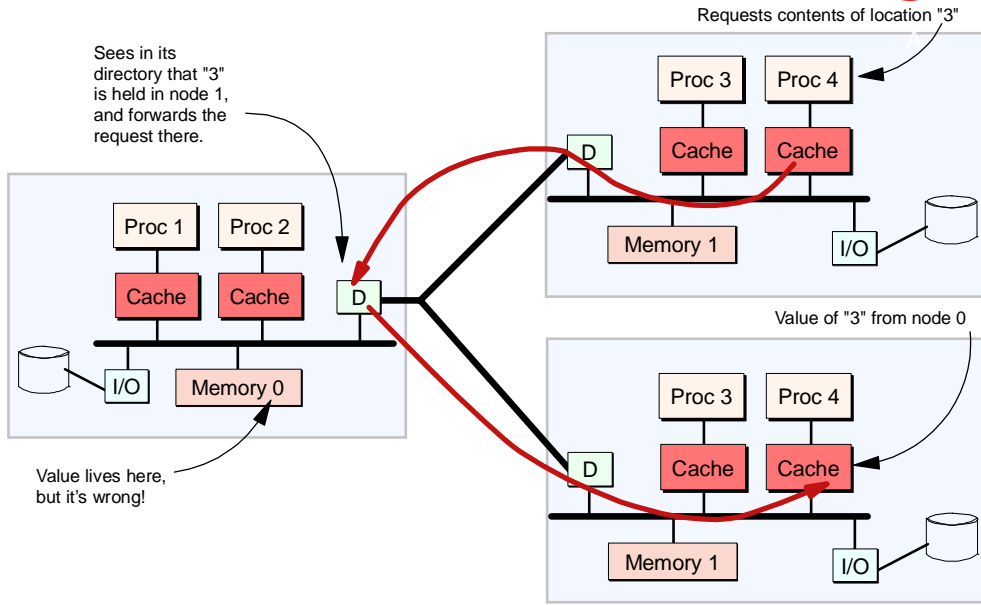 Requests contents of location "3"
Sees in its
directory that "3"
is held in node 1,
and forwards the
request there.
Proc 3
Proc 4
D
Cache
Cache
Memory 1
I/O
Proc 1
Proc 2
Cache
Cache
D
I/O
Memory 0
Value lives here,
but it's wrong!
Value of "3" from node 0
Proc 3
Proc 4
D
Cache
Cache
Memory 1
I/O